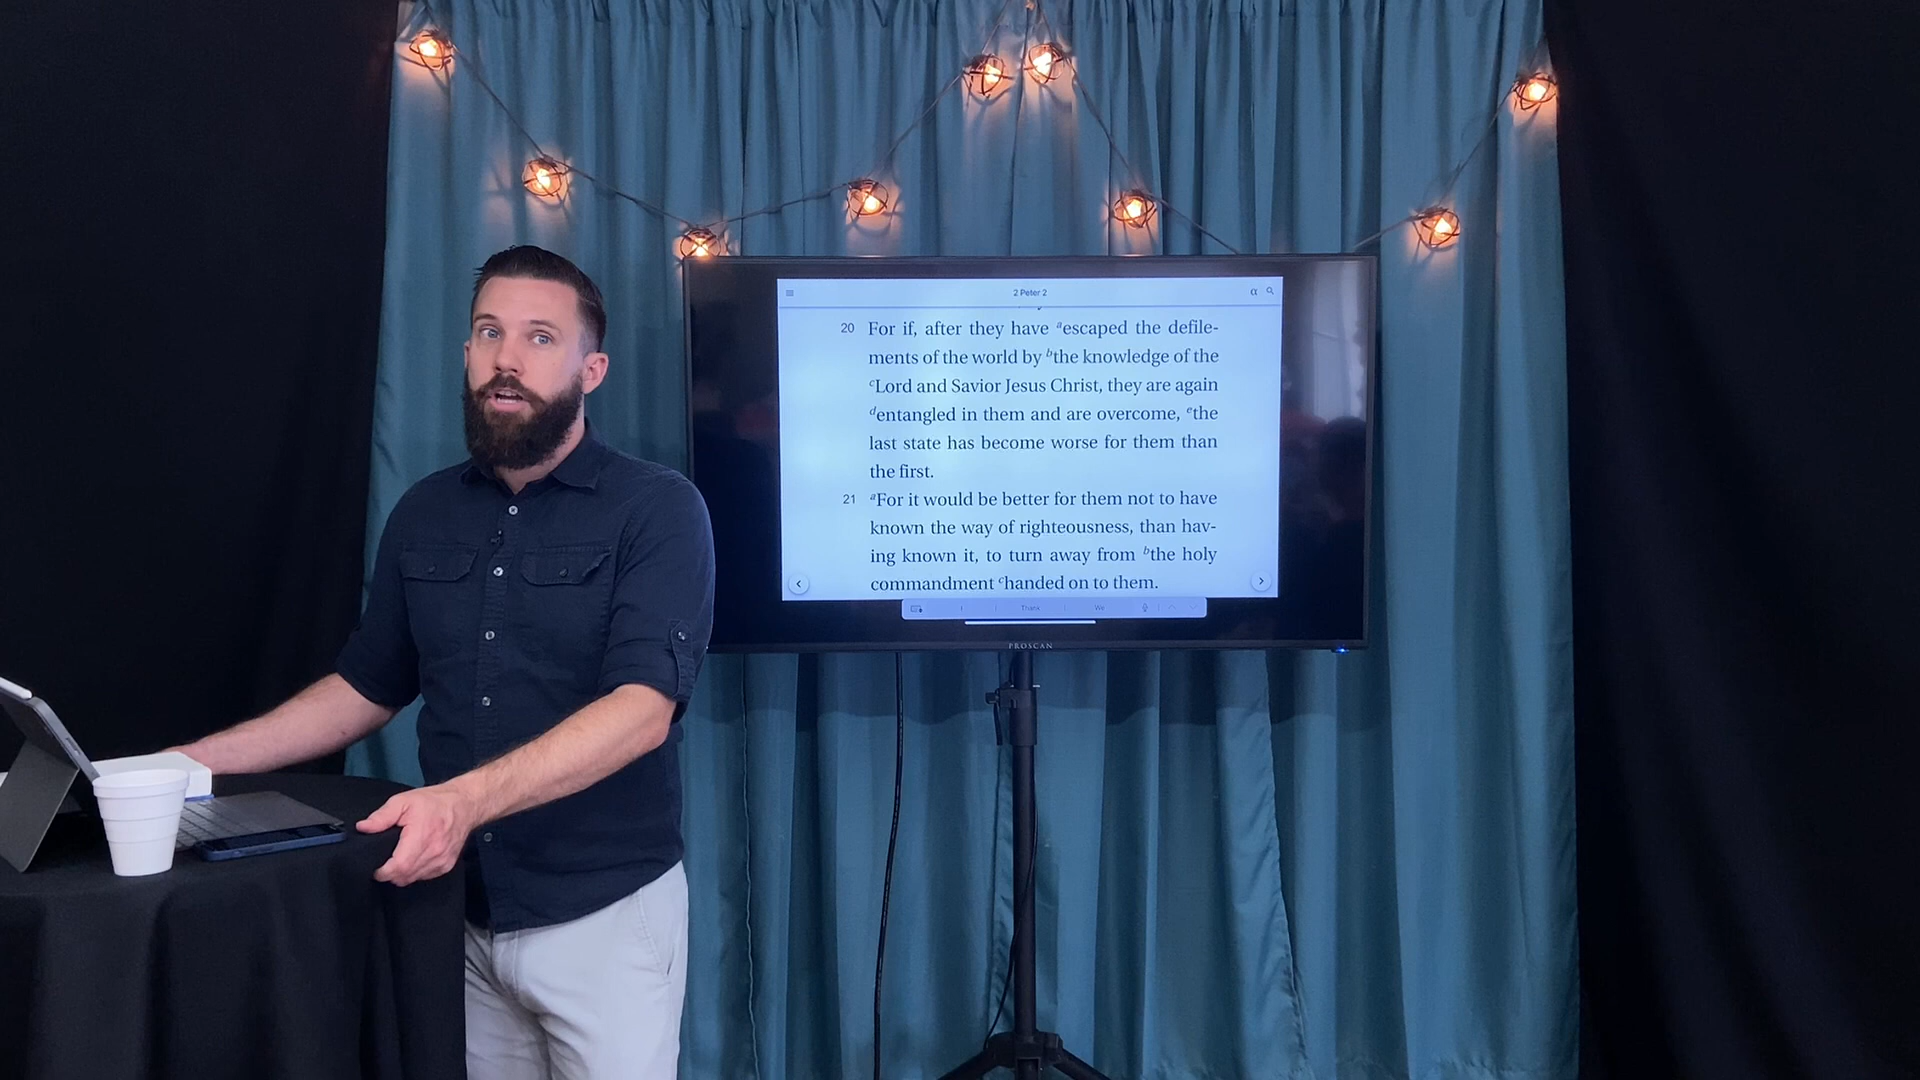 2 Peter 2
α
20 For if, after they have ᵃescaped the defile-
ments of the world by ᵇthe knowledge of the
ᶜLord and Savior Jesus Christ, they are again
ᵈentangled in them and are overcome, ᵉthe
last state has become worse for them than
the first.
21 ᵃFor it would be better for them not to have
known the way of righteousness, than hav-
ing known it, to turn away from ᵇthe holy
commandment ᶜhanded on to them.
I Thank We
PROSCAN